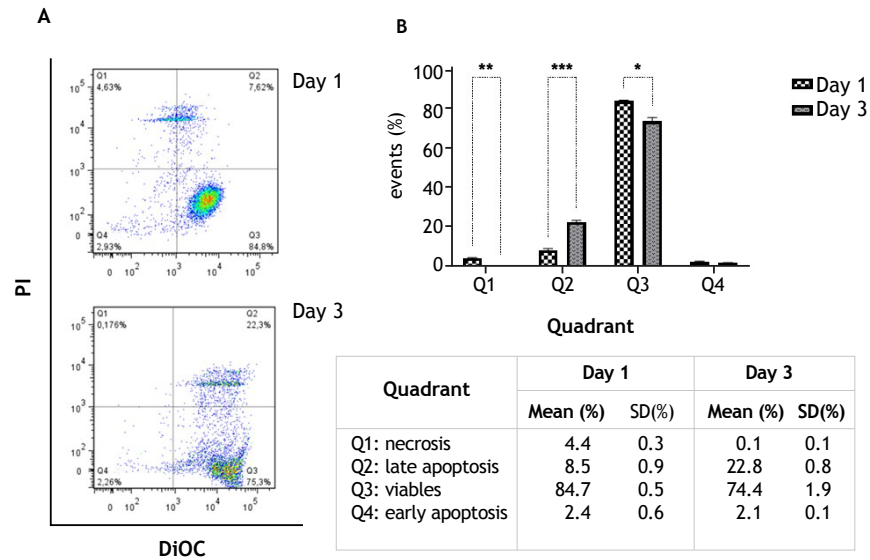 A
Q1
4,63%
Q2
7,62%
Q4
2,93%
Q3
84,8%
10^5
10^4
10^3
10^2
0
0 10^2 10^3 10^4 10^5
Day 1
Q1
0,176%
Q2
22,3%
Q4
2,26%
Q3
75,3%
10^5
10^4
10^3
10^2
0
0 10^2 10^3 10^4 10^5
Day 3
PI
DiOC
B
** *** *
100
80
60
40
20
0
events (%)
Q1 Q2 Q3 Q4
Quadrant
Day 1
Day 3
Quadrant Day 1 Day 3
Mean (%) SD(%) Mean (%) SD(%)
Q1: necrosis 4.4 0.3 0.1 0.1
Q2: late apoptosis 8.5 0.9 22.8 0.8
Q3: viables 84.7 0.5 74.4 1.9
Q4: early apoptosis 2.4 0.6 2.1 0.1